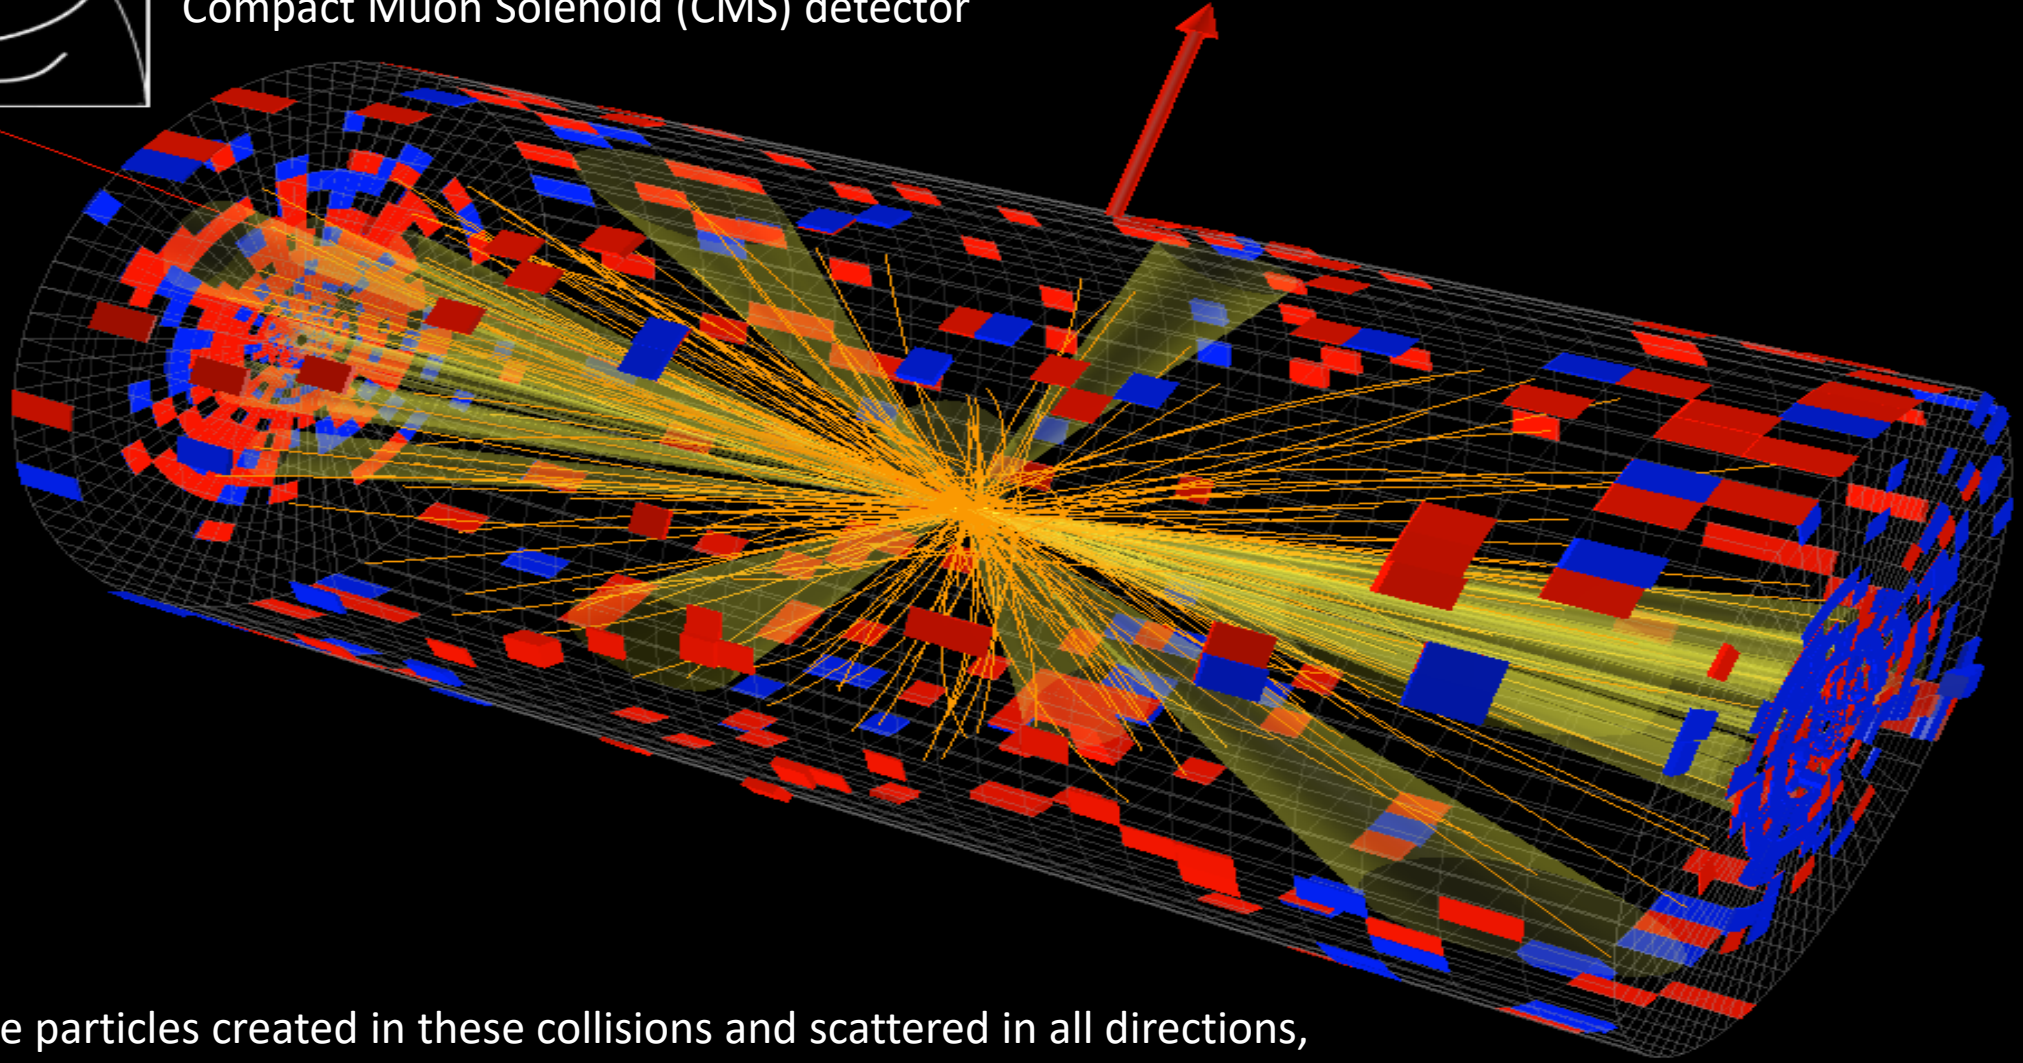 Compact Muon Solenoid (CMS) detector
e particles created in these collisions and scattered in all directions,